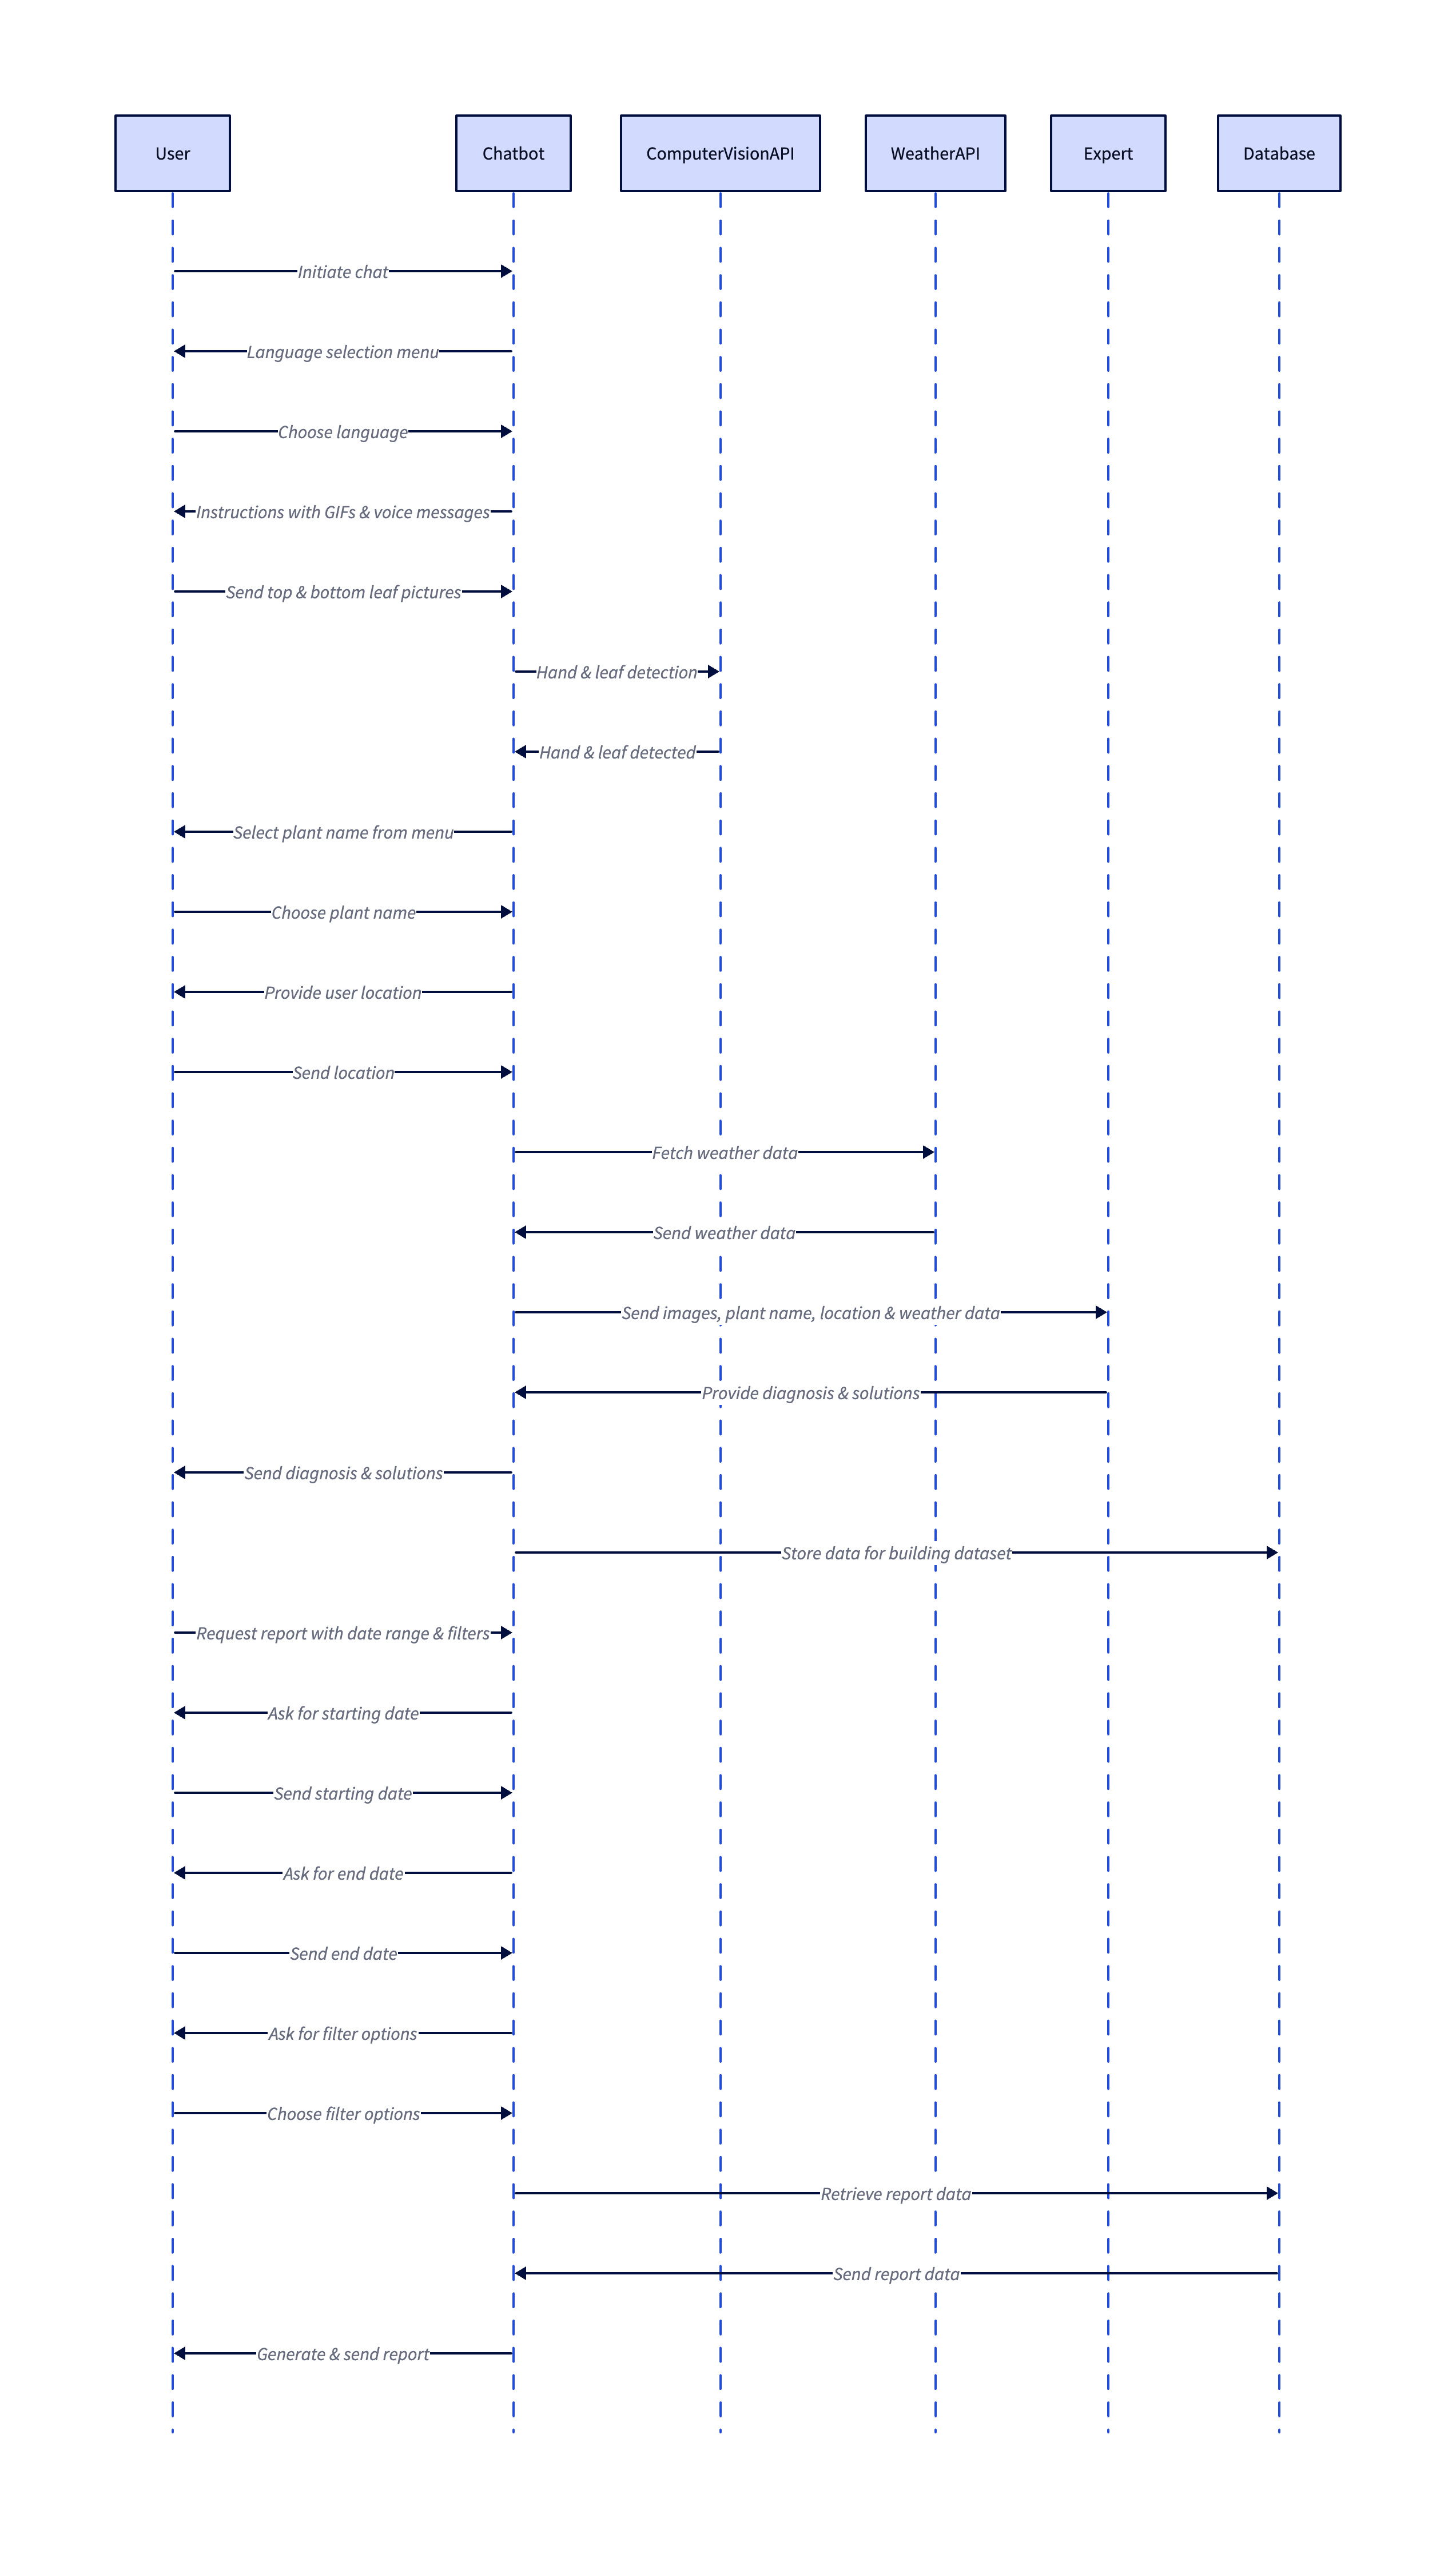 User
Chatbot
ComputerVisionAPI
WeatherAPI
Expert
Database
Initiate chat
Language selection menu
Choose language
Instructions with GIFs & voice messages
Send top & bottom leaf pictures
Hand & leaf detection
Hand & leaf detected
Select plant name from menu
Choose plant name
Provide user location
Send location
Fetch weather data
Send weather data
Send images, plant name, location & weather data
Provide diagnosis & solutions
Send diagnosis & solutions
Store data for building dataset
Request report with date range & filters
Ask for starting date
Send starting date
Ask for end date
Send end date
Ask for filter options
Choose filter options
Retrieve report data
Send report data
Generate & send report